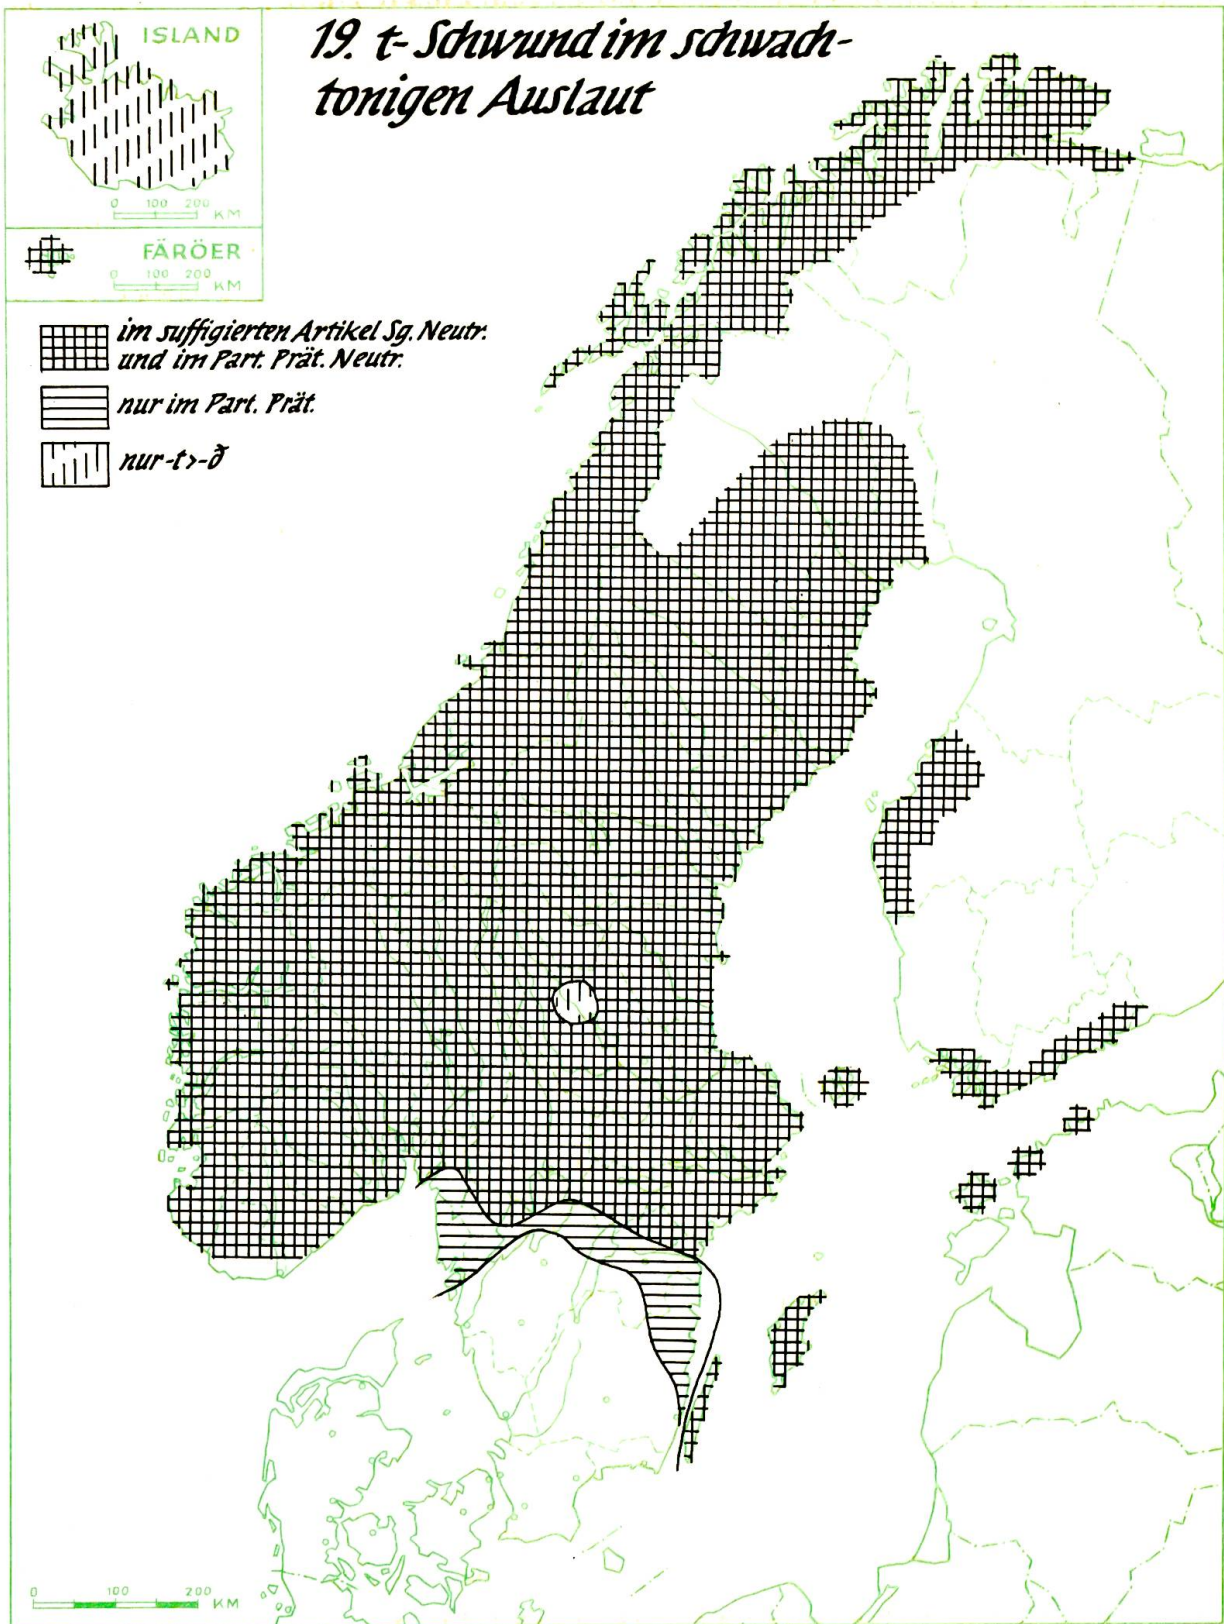 19. t-Schwund im schwach-
tonigen Auslaut
ISLAND
0 100 200
KM
FÄRÖER
0 100 200
KM
im suffigierten Artikel Sg. Neutr.
und im Part. Prät. Neutr.
nur im Part. Prät.
nur -t>-ð
0 100 200 KM